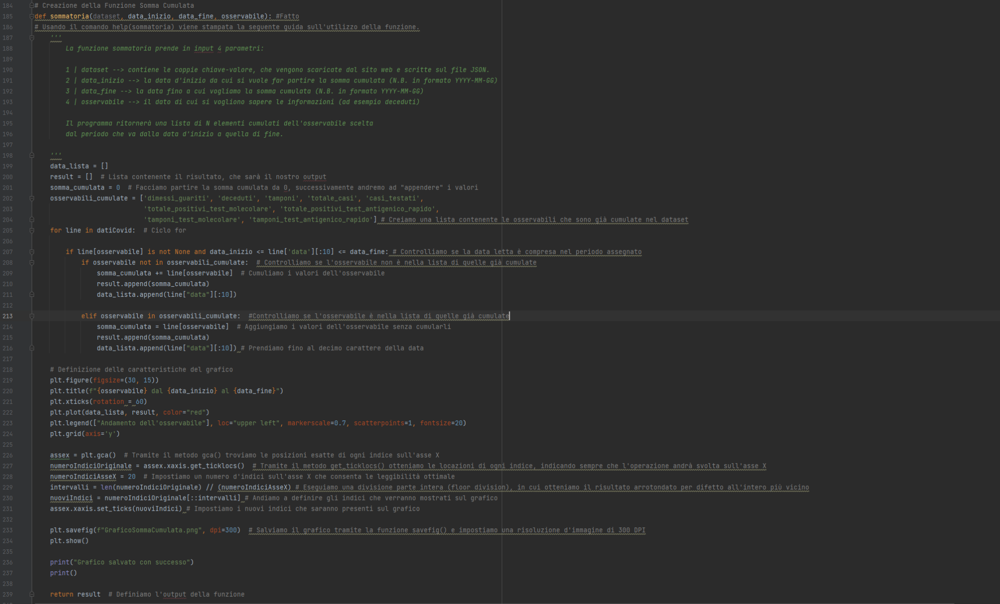 184 # Creazione della Funzione Somma Cumulata
185 def sommatoria(dataset, data_inizio, data_fine, osservabile): #Fatto
186 # Usando il comando help(sommatoria) viene stampata la seguente guida sull'utilizzo della funzione.
187 '''
188 La funzione sommatoria prende in input 4 parametri:
189
190 1 | dataset --> contiene le coppie chiave-valore, che vengono scaricate dal sito web e scritte sul file JSON.
191 2 | data_inizio --> la data d'inizio da cui si vuole far partire la somma cumulata (N.B. in formato YYYY-MM-GG)
192 3 | data_fine --> la data fino a cui vogliamo la somma cumulata (N.B. in formato YYYY-MM-GG)
193 4 | osservabile --> il dato di cui si vogliono sapere le informazioni (ad esempio deceduti)
194
195 Il programma ritornerà una lista di N elementi cumulati dell'osservabile scelta
196 dal periodo che va dalla data d'inizio a quella di fine.
197
198 '''
199 data_lista = []
200 result = [] # Lista contenente il risultato, che sarà il nostro output
201 somma_cumulata = 0 # Facciamo partire la somma cumulata da 0, successivamente andremo ad "appendere" i valori
202 osservabili_cumulate = ['dimessi_guariti', 'deceduti', 'tamponi', 'totale_casi', 'casi_testati',
203 'totale_positivi_test_molecolare', 'totale_positivi_test_antigenico_rapido',
204 'tamponi_test_molecolare', 'tamponi_test_antigenico_rapido'] # Creiamo una lista contenente le osservabili che sono già cumulate nel dataset
205 for line in datiCovid: # Ciclo for
206
207 if line[osservabile] is not None and data_inizio <= line['data'][:10] <= data_fine: # Controlliamo se la data letta è compresa nel periodo assegnato
208 if osservabile not in osservabili_cumulate: # Controlliamo se l'osservabile non è nella lista di quelle già cumulate
209 somma_cumulata += line[osservabile] # Cumuliamo i valori dell'osservabile
210 result.append(somma_cumulata)
211 data_lista.append(line["data"][:10])
212
213 elif osservabile in osservabili_cumulate: #Controlliamo se l'osservabile è nella lista di quelle già cumulate
214 somma_cumulata = line[osservabile] # Aggiungiamo i valori dell'osservabile senza cumularli
215 result.append(somma_cumulata)
216 data_lista.append(line["data"][:10]) # Prendiamo fino al decimo carattere della data
217
218 # Definizione delle caratteristiche del grafico
219 plt.figure(figsize=(30, 15))
220 plt.title(f"{osservabile} dal {data_inizio} al {data_fine}")
221 plt.xticks(rotation = 60)
222 plt.plot(data_lista, result, color="red")
223 plt.legend(["Andamento dell'osservabile"], loc="upper left", markerscale=0.7, scatterpoints=1, fontsize=20)
224 plt.grid(axis='y')
225
226 assex = plt.gca() # Tramite il metodo gca() troviamo le posizioni esatte di ogni indice sull'asse X
227 numeroIndiciOriginale = assex.xaxis.get_ticklocs() # Tramite il metodo get_ticklocs() otteniamo le locazioni di ogni indice, indicando sempre che l'operazione andrà svolta sull'asse X
228 numeroIndiciAsseX = 20 # Impostiamo un numero d'indici sull'asse X che consenta le leggibilità ottimale
229 intervalli = len(numeroIndiciOriginale) // (numeroIndiciAsseX) # Eseguiamo una divisione parte intera (floor division), in cui otteniamo il risultato arrotondato per difetto all'intero più vicino
230 nuoviIndici = numeroIndiciOriginale[::intervalli] # Andiamo a definire gli indici che verranno mostrati sul grafico
231 assex.xaxis.set_ticks(nuoviIndici) # Impostiamo i nuovi indici che saranno presenti sul grafico
232
233 plt.savefig(f"GraficoSommaCumulata.png", dpi=300) # Salviamo il grafico tramite la funzione savefig() e impostiamo una risoluzione d'immagine di 300 DPI
234 plt.show()
235
236 print("Grafico salvato con successo")
237 print()
238
239 return result # Definiamo l'output della funzione